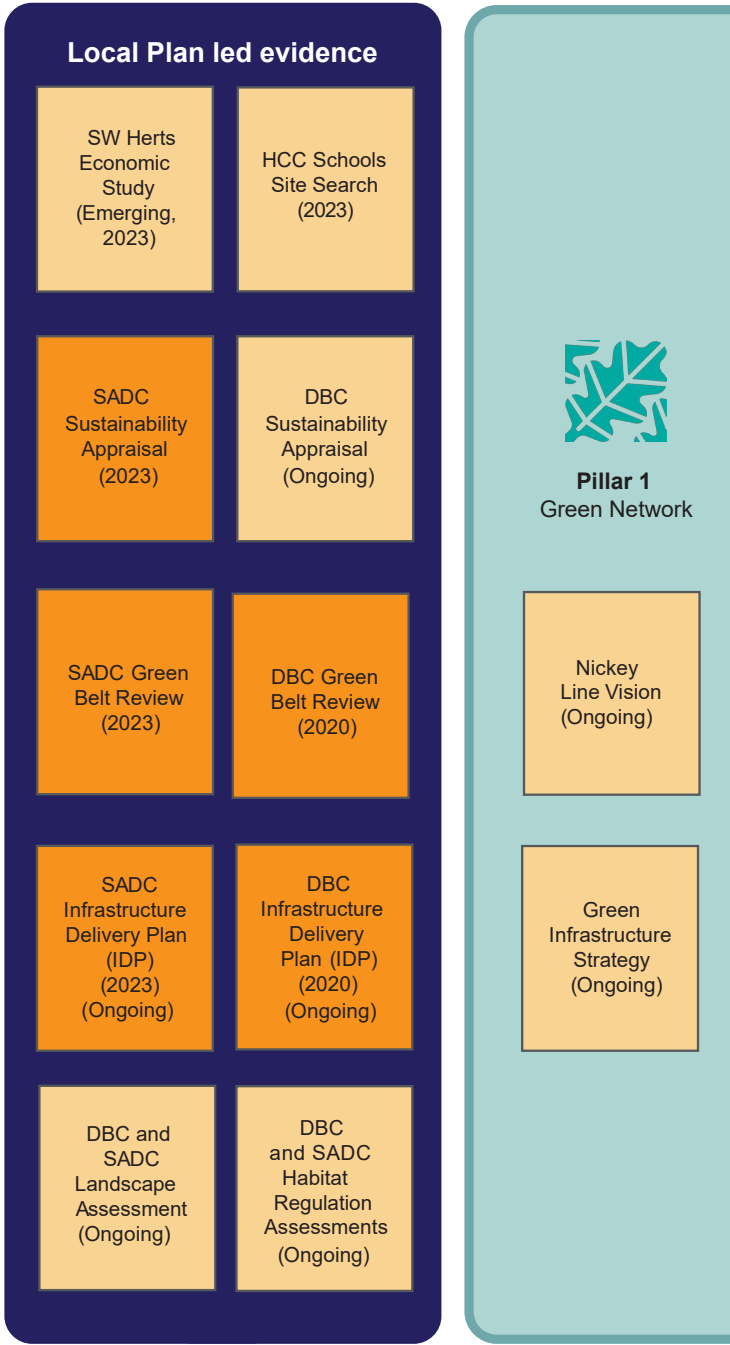 Local Plan led evidence
SW Herts
Economic
Study
(Emerging,
2023)
HCC Schools
Site Search
(2023)
SADC
Sustainability
Appraisal
(2023)
DBC
Sustainability
Appraisal
(Ongoing)
SADC Green
Belt Review
(2023)
DBC Green
Belt Review
(2020)
SADC
Infrastructure
Delivery Plan
(IDP)
(2023)
(Ongoing)
DBC
Infrastructure
Delivery
Plan (IDP)
(2020)
(Ongoing)
DBC and
SADC
Landscape
Assessment
(Ongoing)
DBC
and SADC
Habitat
Regulation
Assessments
(Ongoing)
Pillar 1
Green Network
Nickey
Line Vision
(Ongoing)
Green
Infrastructure
Strategy
(Ongoing)